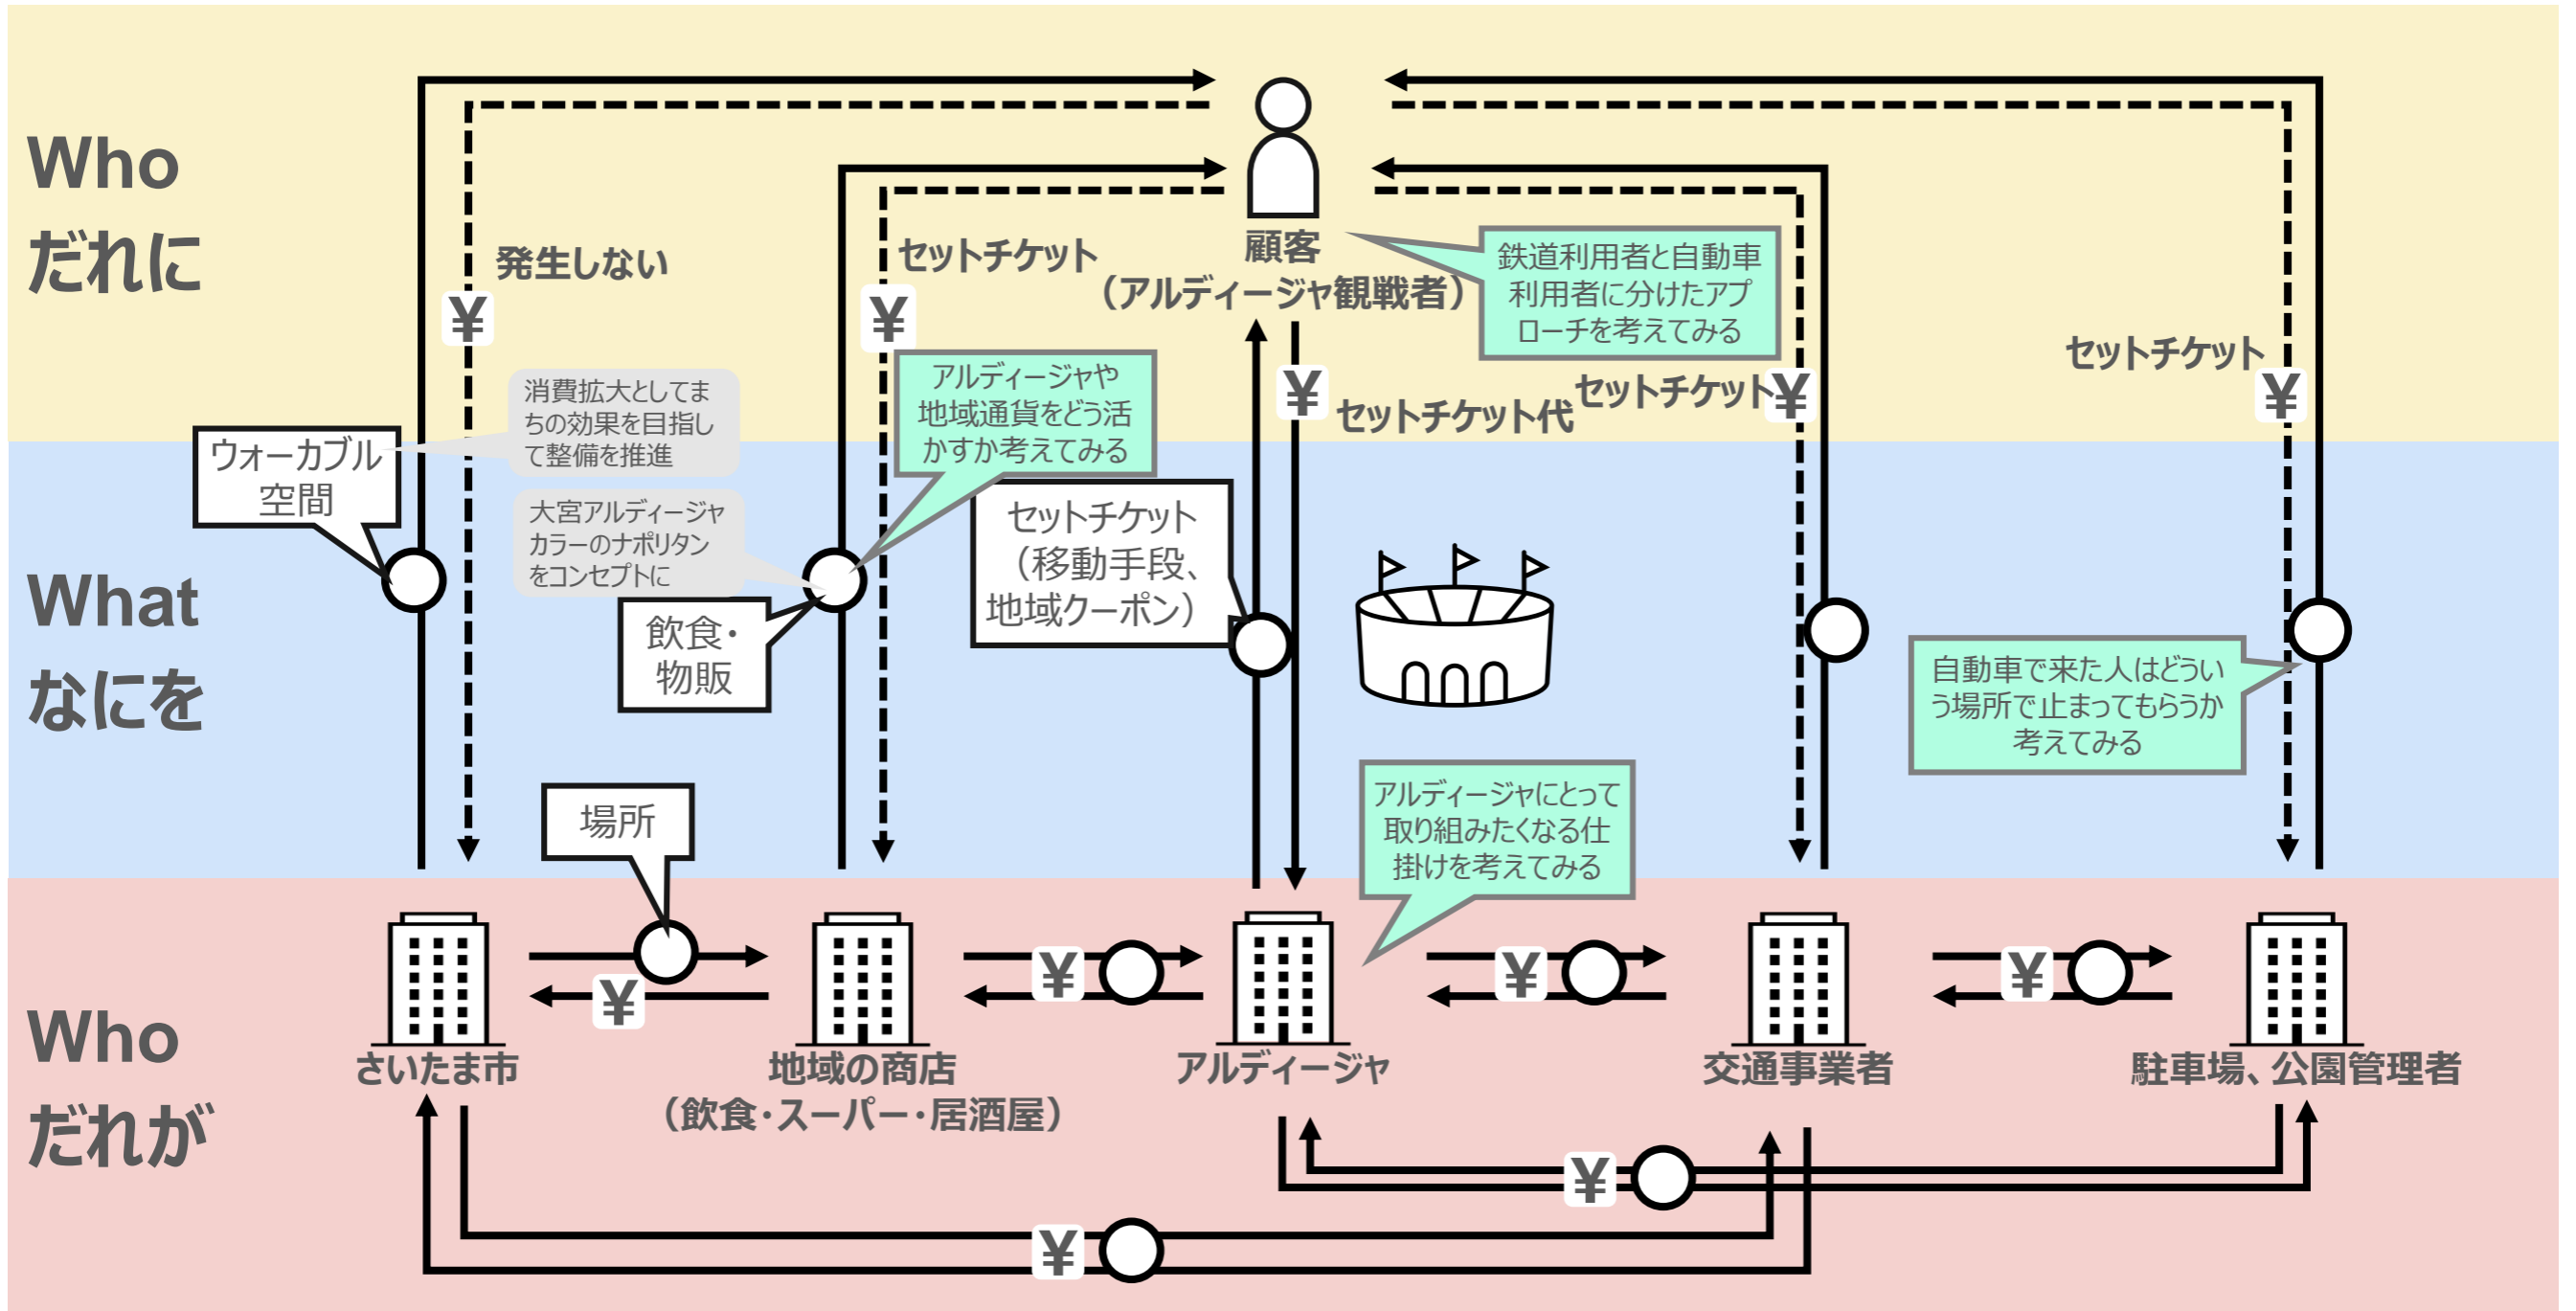 Who
だれに
顧客
（アルディージャ観戦者）
発生しない
¥
セットチケット
¥
鉄道利用者と自動車
利用者に分けたアプ
ローチを考えてみる
¥
セットチケット代
セットチケット
¥
セットチケット
¥
消費拡大としてま
ちの効果を目指し
て整備を推進
アルディージャや
地域通貨をどう活
かすか考えてみる
What
なにを
ウォーカブル
空間
大宮アルディージャ
カラーのナポリタン
をコンセプトに
飲食・
物販
セットチケット
（移動手段、
地域クーポン）
自動車で来た人はどうい
う場所で止まってもらうか
考えてみる
場所
アルディージャにとって
取り組みたくなる仕
掛けを考えてみる
Who
だれが
¥
¥
¥
¥
さいたま市
地域の商店
（飲食・スーパー・居酒屋）
アルディージャ
交通事業者
駐車場、公園管理者
¥
¥